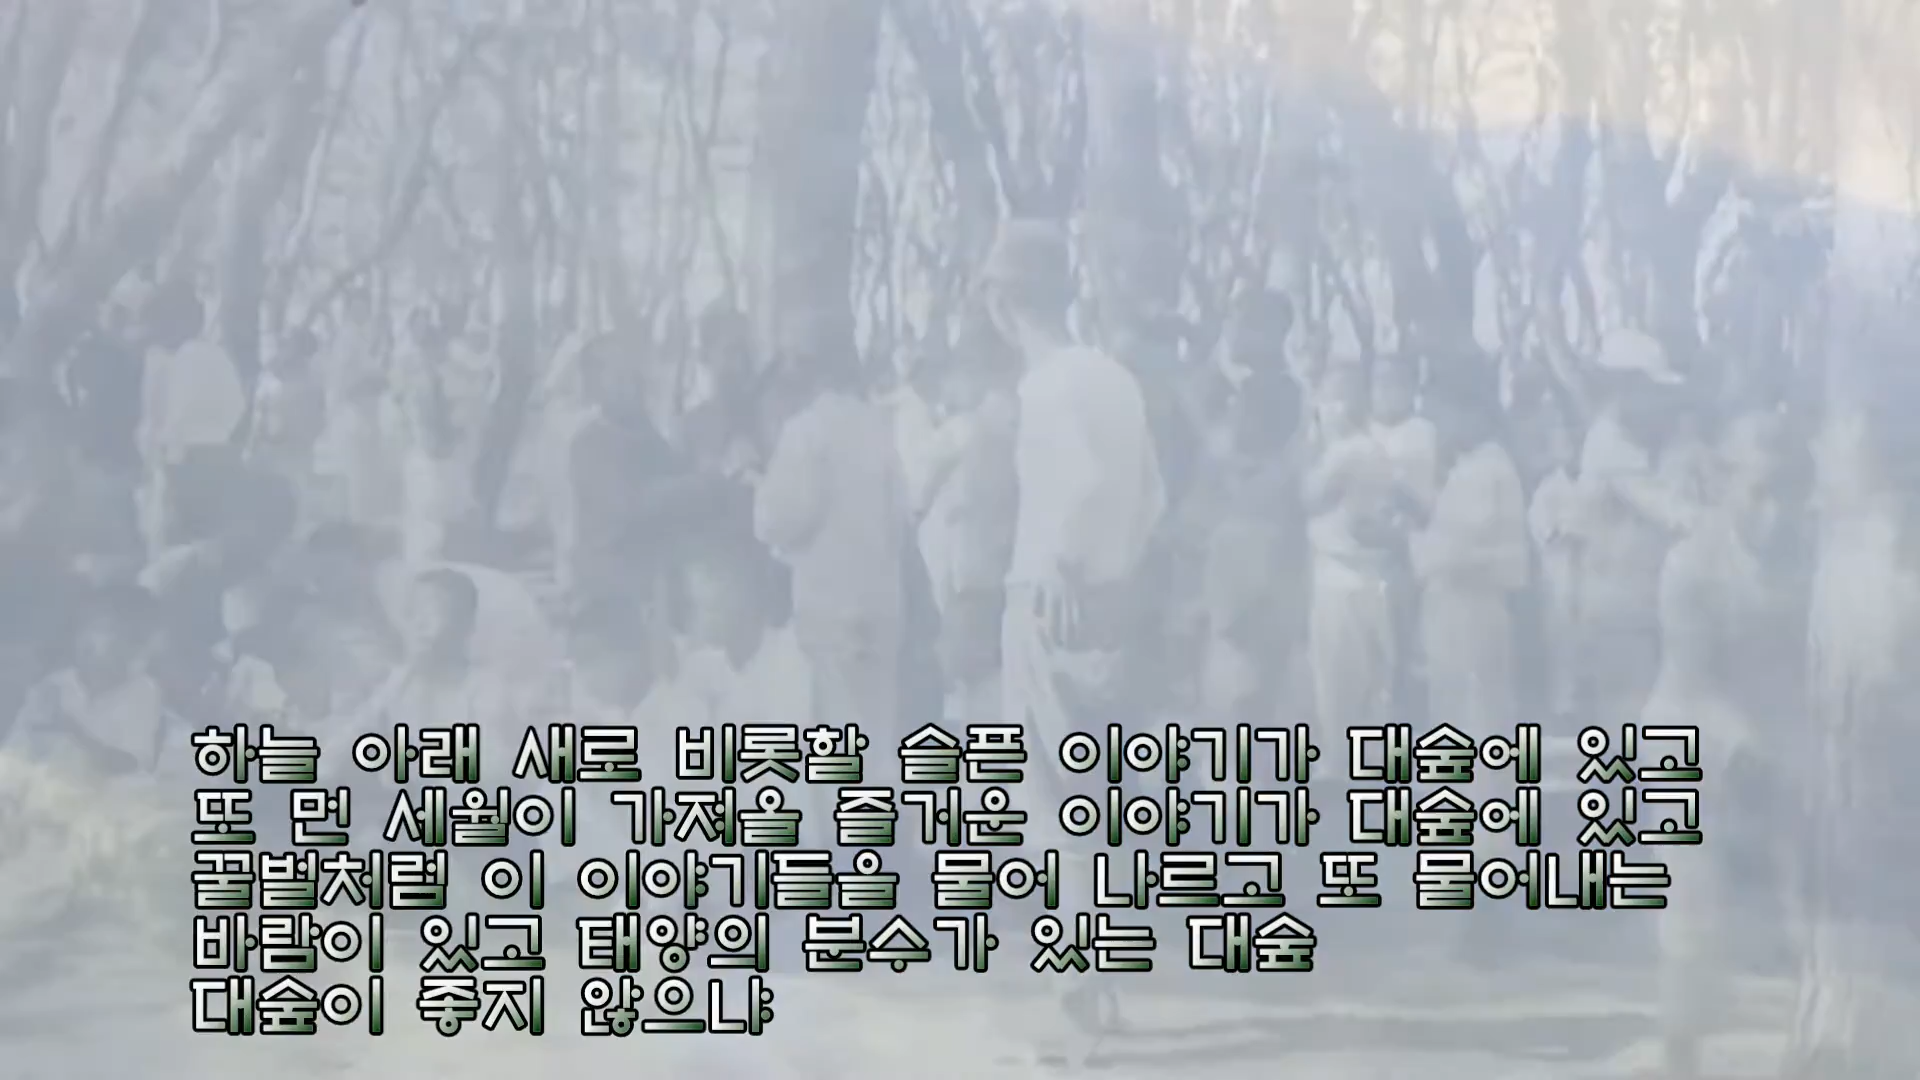 하늘 아래 새로 비롯할 슬픈 이야기가 대숲에 있고
또 먼 세월이 가져올 즐거운 이야기가 대숲에 있고
꿀벌처럼 이 이야기들을 물어 나르고 또 물어내는
바람이 있고 태양의 분수가 있는 대숲
대숲이 좋지 않으냐